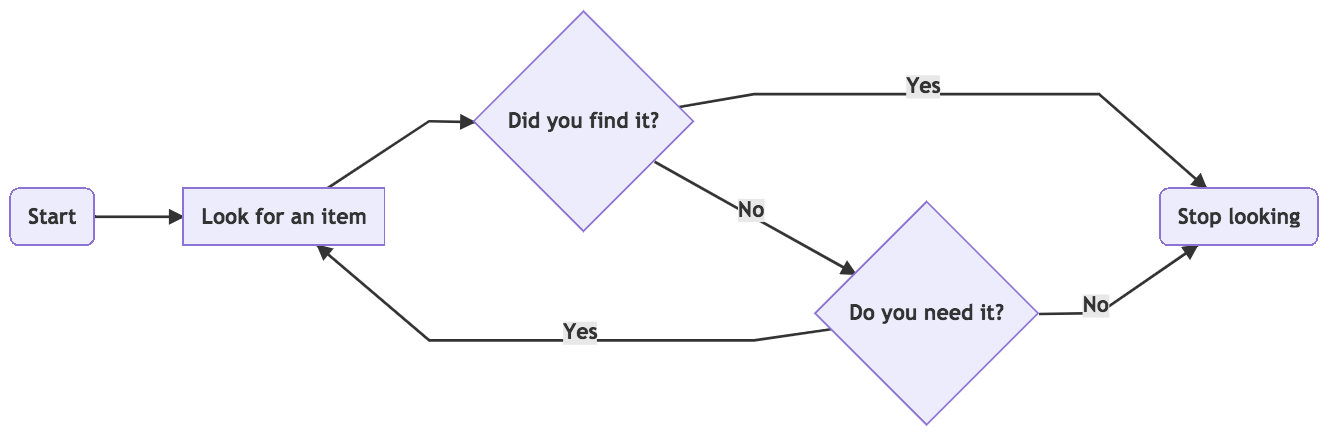 Start
Look for an item
Did you find it?
Yes
No
Do you need it?
Yes
No
Stop looking